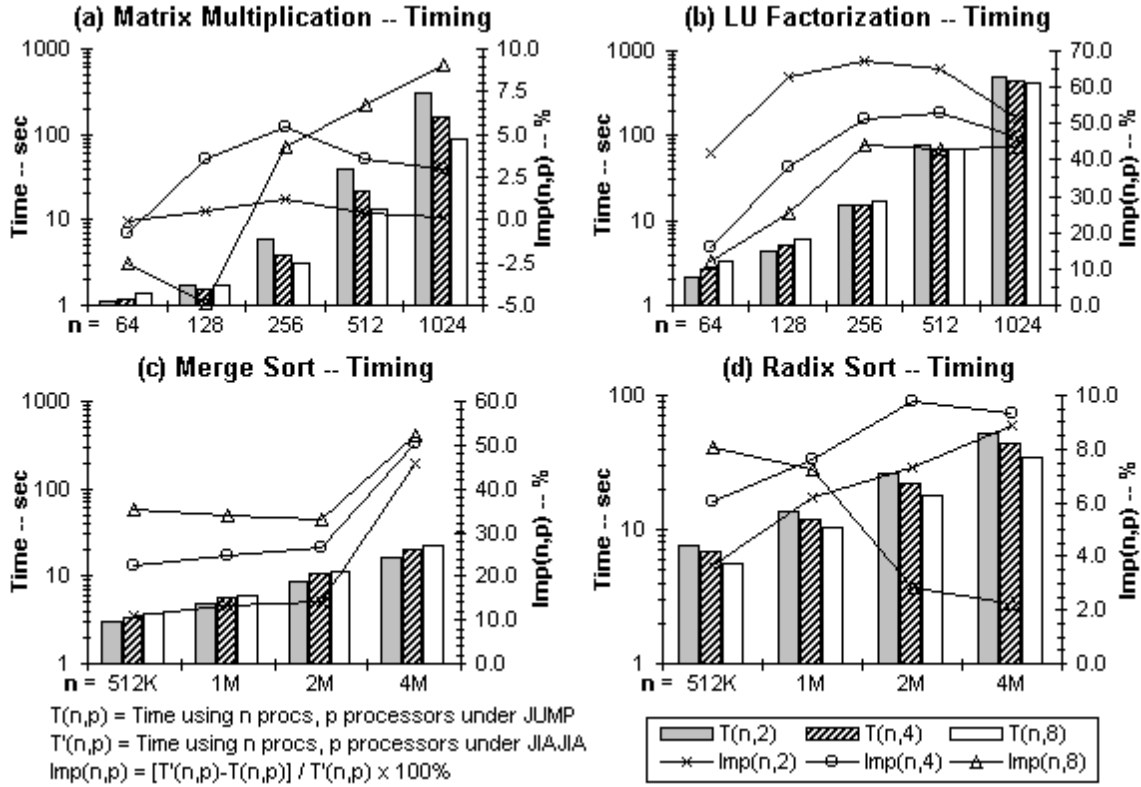 (a) Matrix Multiplication -- Timing
1000
100
10
1
Time -- sec
10.0
7.5
5.0
2.5
0.0
-2.5
-5.0
Imp(n,p) -- %
n = 64 128 256 512 1024
(b) LU Factorization -- Timing
1000
100
10
1
Time -- sec
70.0
60.0
50.0
40.0
30.0
20.0
10.0
0.0
Imp(n,p) -- %
n = 64 128 256 512 1024
(c) Merge Sort -- Timing
1000
100
10
1
Time -- sec
60.0
50.0
40.0
30.0
20.0
10.0
0.0
Imp(n,p) -- %
n = 512K 1M 2M 4M
(d) Radix Sort -- Timing
100
10
1
Time -- sec
10.0
8.0
6.0
4.0
2.0
0.0
Imp(n,p) -- %
n = 512K 1M 2M 4M
T(n,p) = Time using n procs, p processors under JUMP
T'(n,p) = Time using n procs, p processors under JIAJIA
Imp(n,p) = [T'(n,p)-T(n,p)] / T'(n,p) x 100%
T(n,2) T(n,4) T(n,8)
Imp(n,2) Imp(n,4) Imp(n,8)